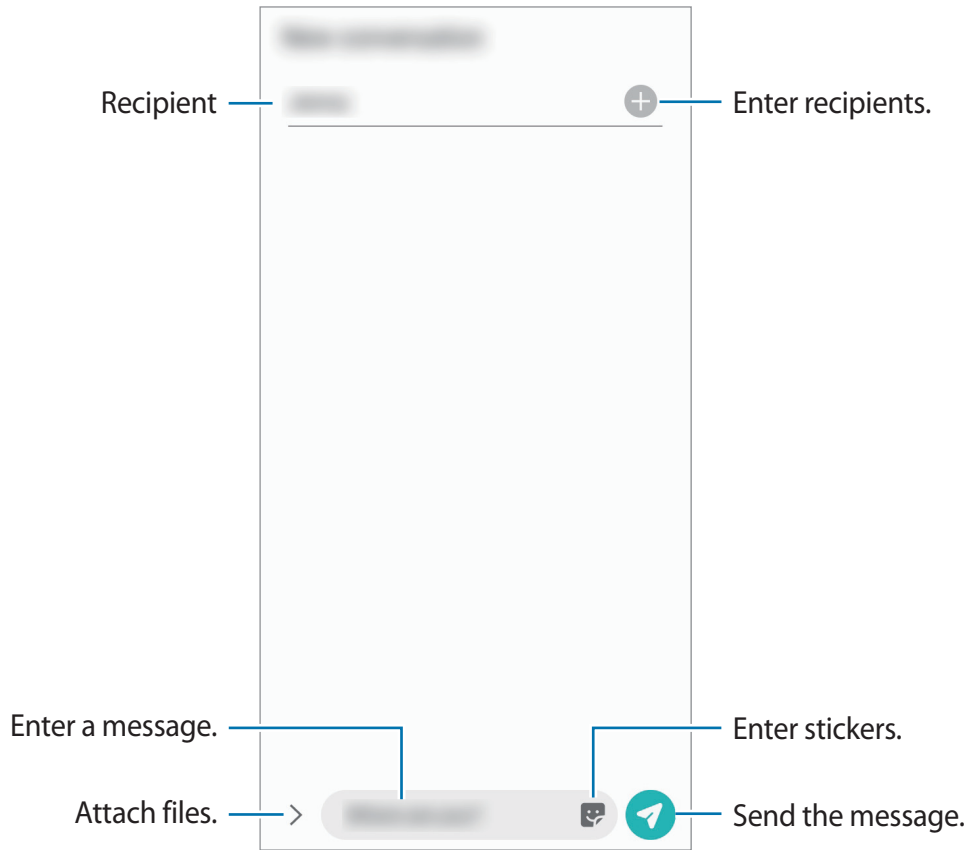 Recipient
Enter recipients.
Enter a message.
Enter stickers.
Attach files.
Send the message.